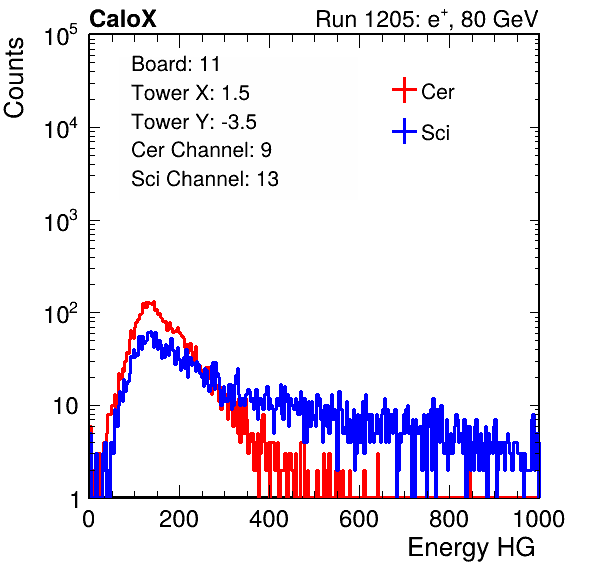 CaloX Run 1205: e⁺, 80 GeV
Counts
Board: 11
Tower X: 1.5
Tower Y: -3.5
Cer Channel: 9
Sci Channel: 13
Cer
Sci
10⁵
10⁴
10³
10²
10
1
0 200 400 600 800 1000
Energy HG